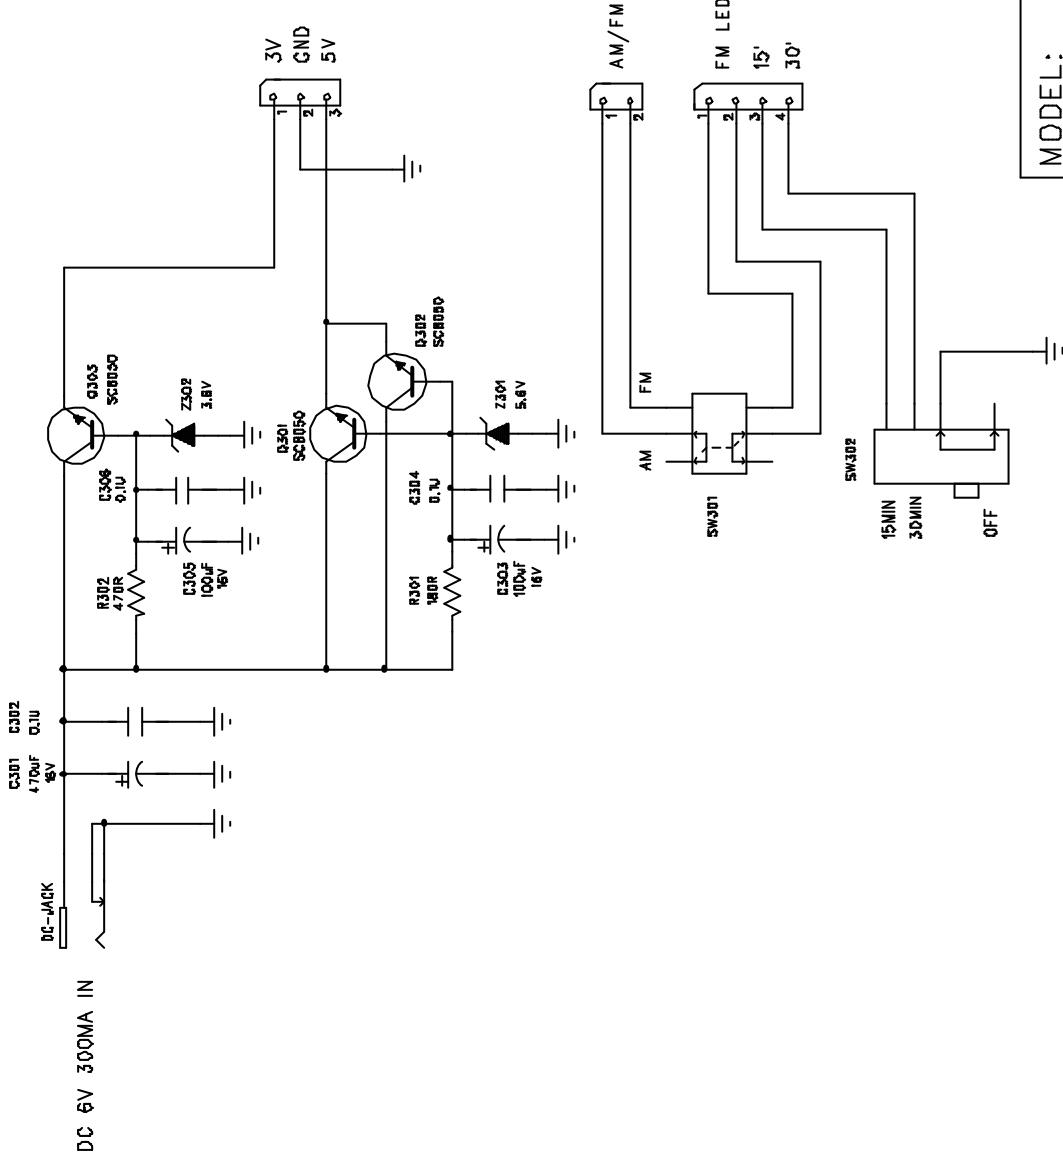 3V
GND
5V
1
2
3
AM/FM
1
2
FM LED
15'
30'
1
2
3
4
MODEL:
Q303
SC8050
Z302
3.8V
C306
0.1U
R302
470R
C305
100uF
16V
Q301
SC8050
Q302
SC8050
Z301
5.6V
C304
0.1U
R301
180R
C303
100uF
16V
FM
AM
SW301
SW302
15MIN
30MIN
OFF
C302
0.1U
C301
470uF
16V
DC-JACK
DC 6V 300MA IN